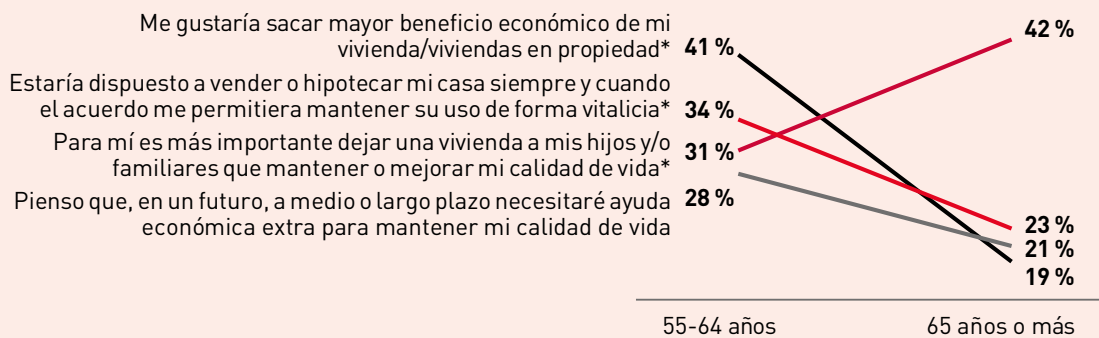 Me gustaría sacar mayor beneficio económico de mi
vivienda/viviendas en propiedad* 41 %
Estaría dispuesto a vender o hipotecar mi casa siempre y cuando
el acuerdo me permitiera mantener su uso de forma vitalicia* 34 %
Para mí es más importante dejar una vivienda a mis hijos y/o
familiares que mantener o mejorar mi calidad de vida* 31 %
Pienso que, en un futuro, a medio o largo plazo necesitaré ayuda 28 %
económica extra para mantener mi calidad de vida
42 %
23 %
21 %
19 %
55-64 años 65 años o más